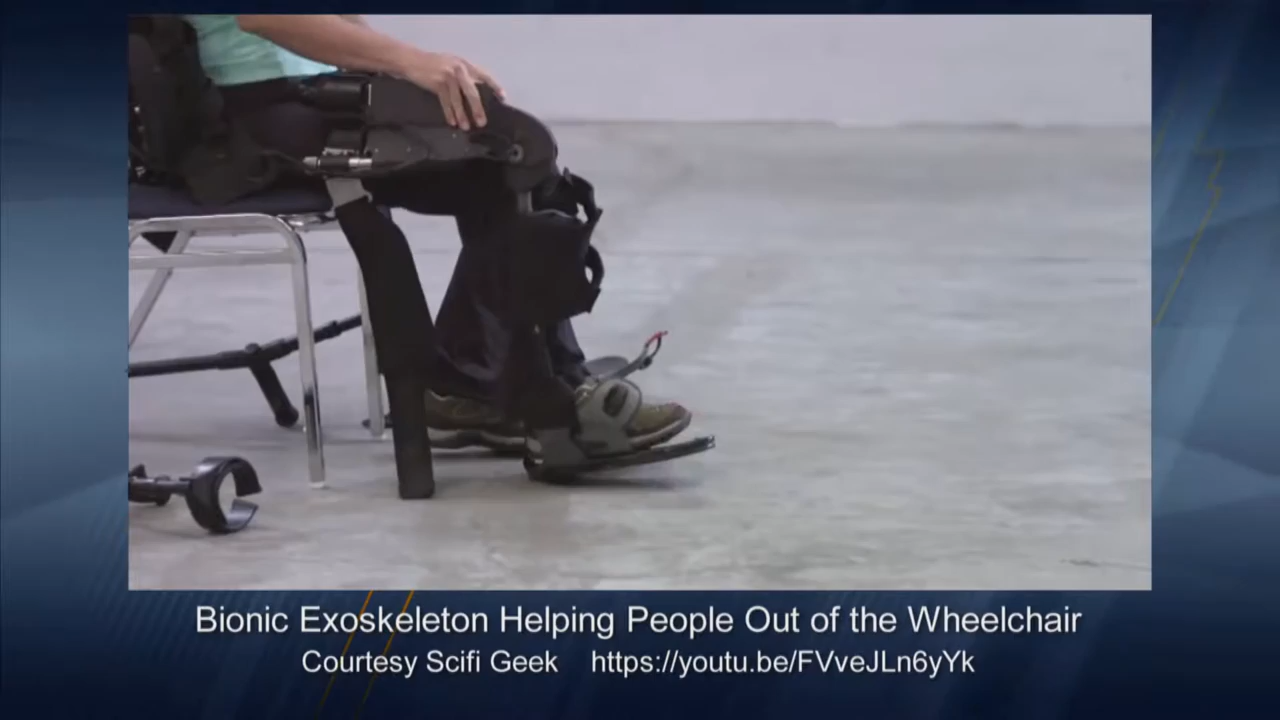 Bionic Exoskeleton Helping People Out of the Wheelchair
Courtesy Scifi Geek https://youtu.be/FVveJLn6yYk